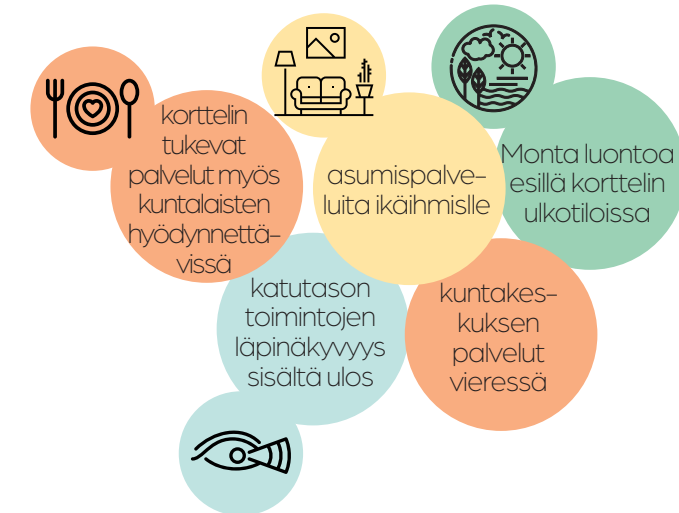 korttelin
tukevat
palvelut myös
kuntalaisten
hyödynnettä-
vissä
asumispalve-
luita ikäihmislle
Monta luontoa
esillä korttelin
ulkotiloissa
katutason
toimintojen
läpinäkyvyys
sisältä ulos
kuntakes-
kuksen
palvelut
vieressä